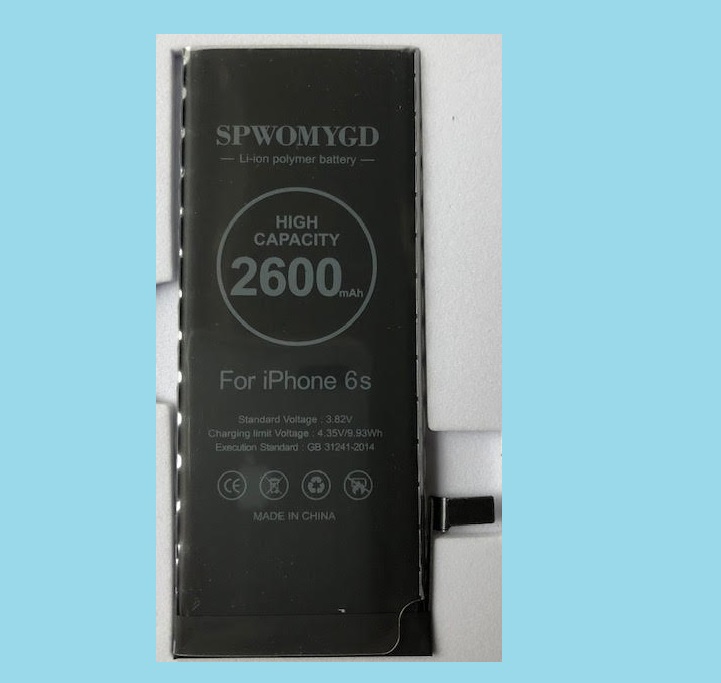 SPWOMYGD
Li-ion polymer battery
HIGH
CAPACITY
2600mAh
For iPhone 6s
Standard Voltage : 3.82V
Charging limit Voltage : 4.35V/9.93Wh
Execution Standard : GB 31241-2014
CE
MADE IN CHINA